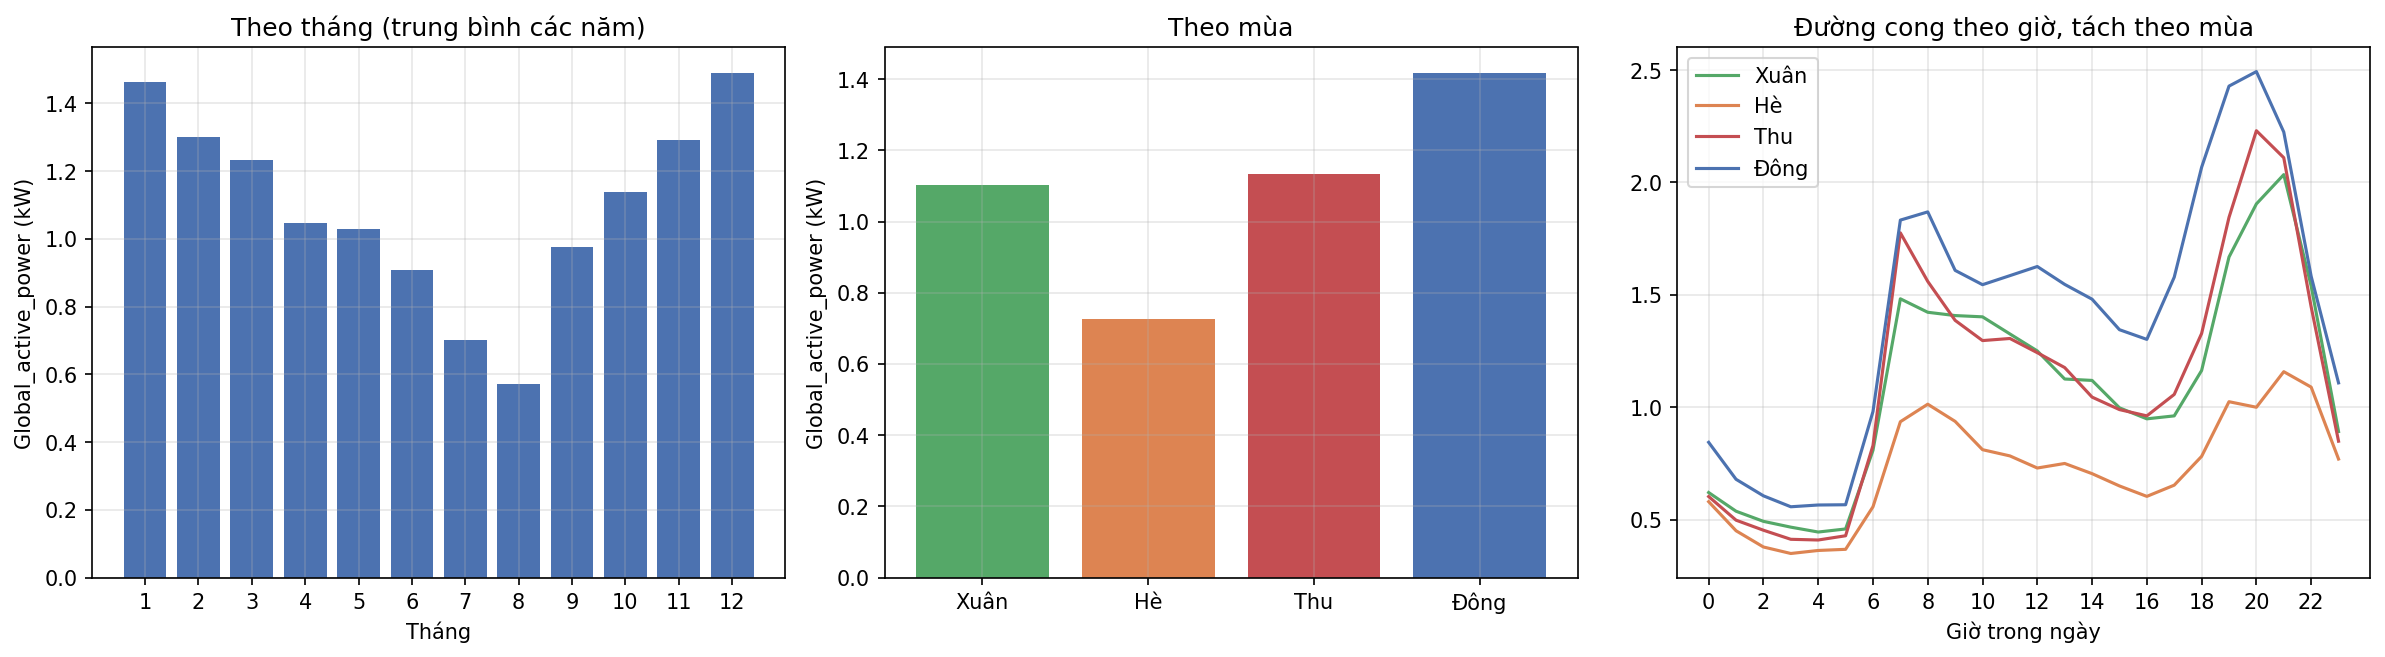 Theo tháng (trung bình các năm)
Global_active_power (kW)
1.4
1.2
1.0
0.8
0.6
0.4
0.2
0.0
1 2 3 4 5 6 7 8 9 10 11 12
Tháng
Theo mùa
Global_active_power (kW)
1.4
1.2
1.0
0.8
0.6
0.4
0.2
0.0
Xuân Hè Thu Đông
Đường cong theo giờ, tách theo mùa
Xuân
Hè
Thu
Đông
2.5
2.0
1.5
1.0
0.5
0 2 4 6 8 10 12 14 16 18 20 22
Giờ trong ngày